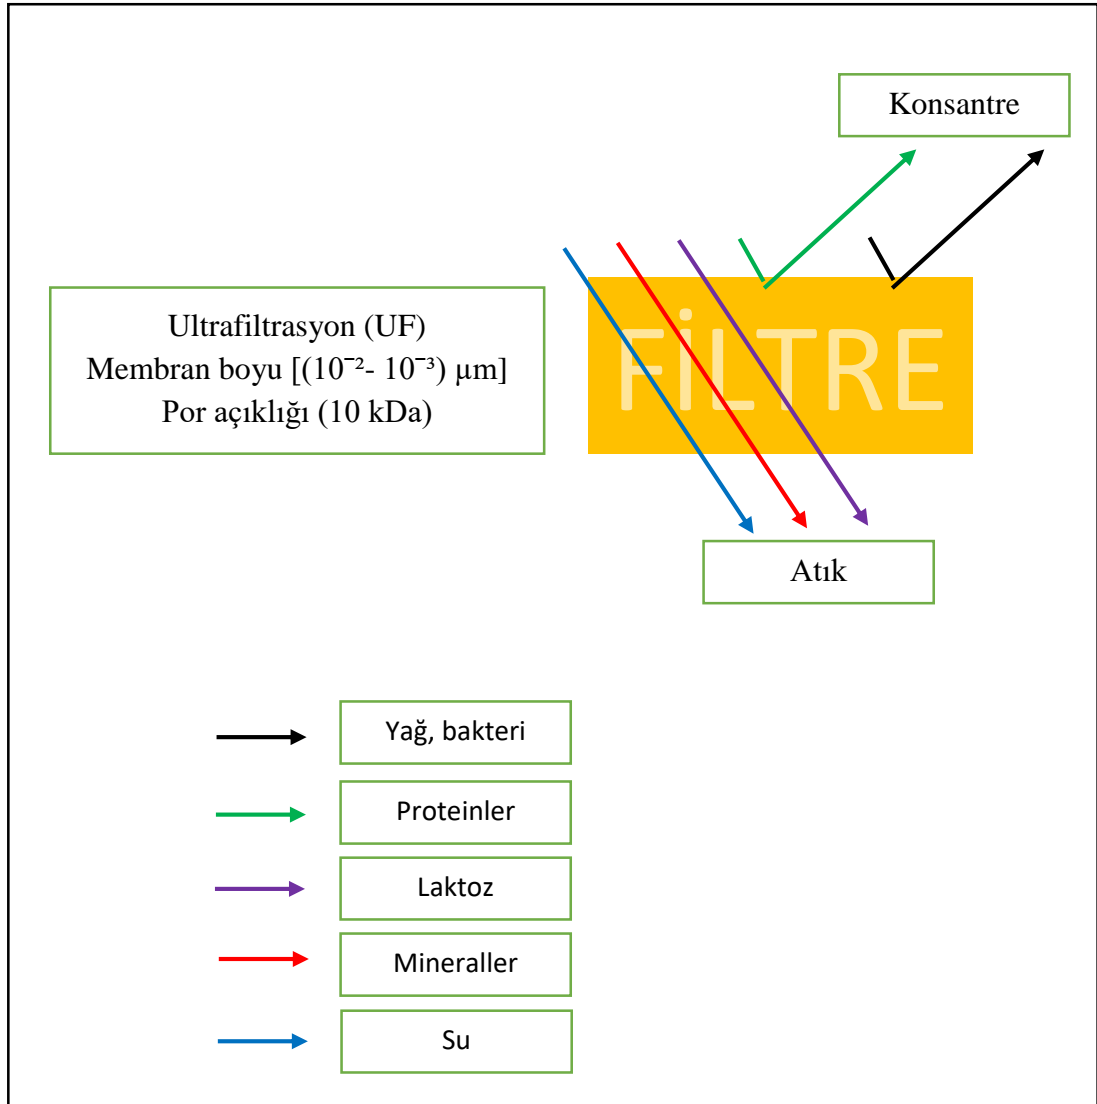 Konsantre
Ultrafiltrasyon (UF)
Membran boyu [(10⁻²- 10⁻³) µm]
Por açıklığı (10 kDa)
FİLTRE
Atık
Yağ, bakteri
Proteinler
Laktoz
Mineraller
Su